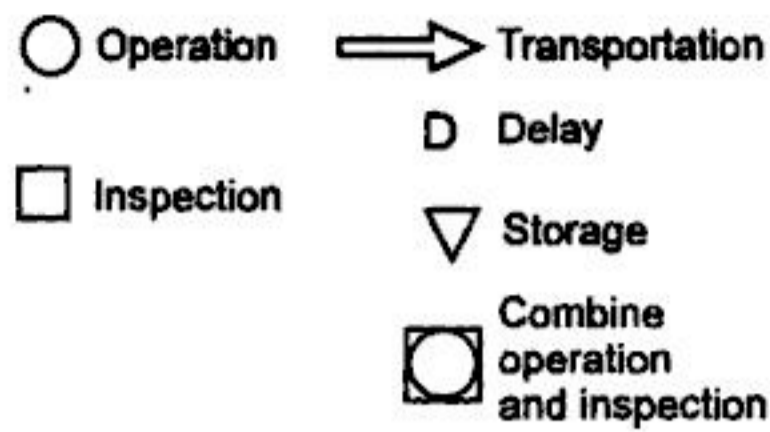 Operation
Transportation
D Delay
Inspection
Storage
Combine
operation
and inspection